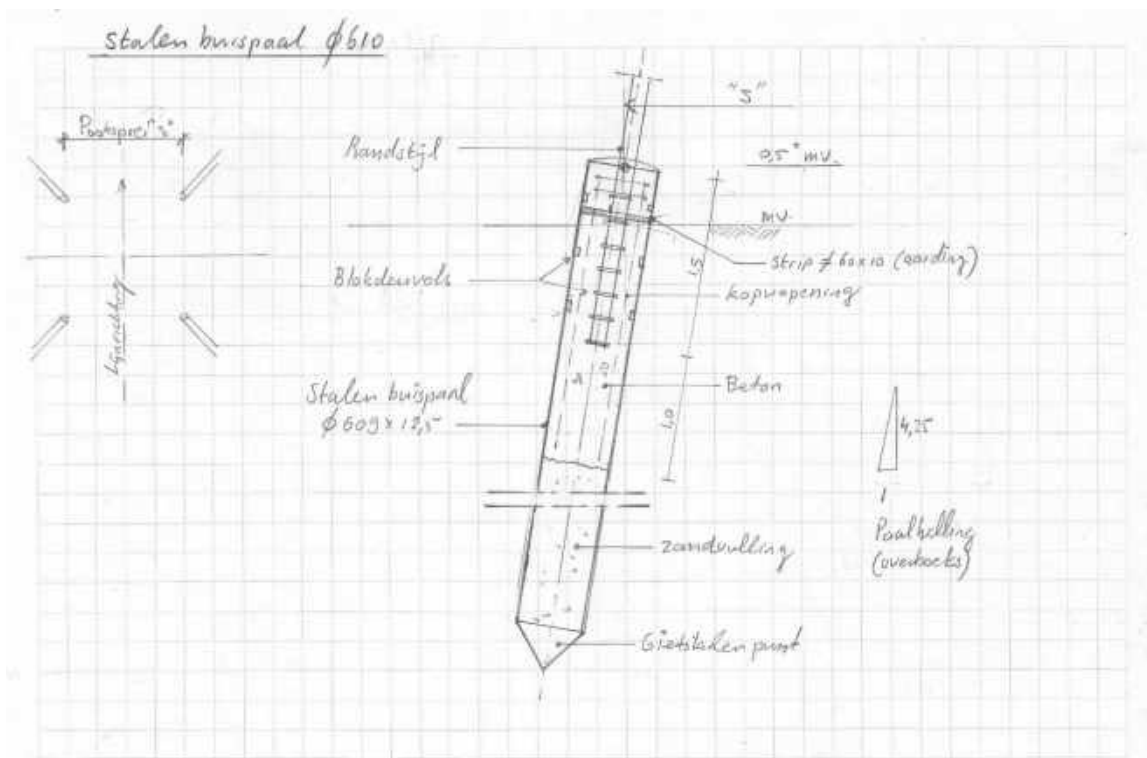 Stalen buispaal ϕ610
"S"
Randstijl
0,5⁺ mv.
mv.
Strip ≠ 60x10 (aarding)
Blokdeuvels
kopwapening
1,5
Lijnrichting
Stalen buispaal
ϕ 609 x 12,5
Beton
1,0
4,25
1
Paalhelling
(overhoeks)
zandvulling
Gietstalen punt